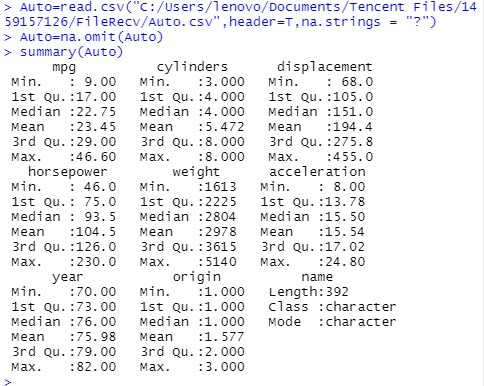 > Auto=read.csv("C:/Users/lenovo/Documents/Tencent Files/14
59157126/FileRecv/Auto.csv",header=T,na.strings = "?")
> Auto=na.omit(Auto)
> summary(Auto)
      mpg          cylinders      displacement
 Min.   : 9.00   Min.   :3.000   Min.   : 68.0
 1st Qu.:17.00   1st Qu.:4.000   1st Qu.:105.0
 Median :22.75   Median :4.000   Median :151.0
 Mean   :23.45   Mean   :5.472   Mean   :194.4
 3rd Qu.:29.00   3rd Qu.:8.000   3rd Qu.:275.8
 Max.   :46.60   Max.   :8.000   Max.   :455.0
   horsepower        weight      acceleration
 Min.   : 46.0   Min.   :1613   Min.   : 8.00
 1st Qu.: 75.0   1st Qu.:2225   1st Qu.:13.78
 Median : 93.5   Median :2804   Median :15.50
 Mean   :104.5   Mean   :2978   Mean   :15.54
 3rd Qu.:126.0   3rd Qu.:3615   3rd Qu.:17.02
 Max.   :230.0   Max.   :5140   Max.   :24.80
      year           origin          name
 Min.   :70.00   Min.   :1.000   Length:392
 1st Qu.:73.00   1st Qu.:1.000   Class :character
 Median :76.00   Median :1.000   Mode  :character
 Mean   :75.98   Mean   :1.577
 3rd Qu.:79.00   3rd Qu.:2.000
 Max.   :82.00   Max.   :3.000
>